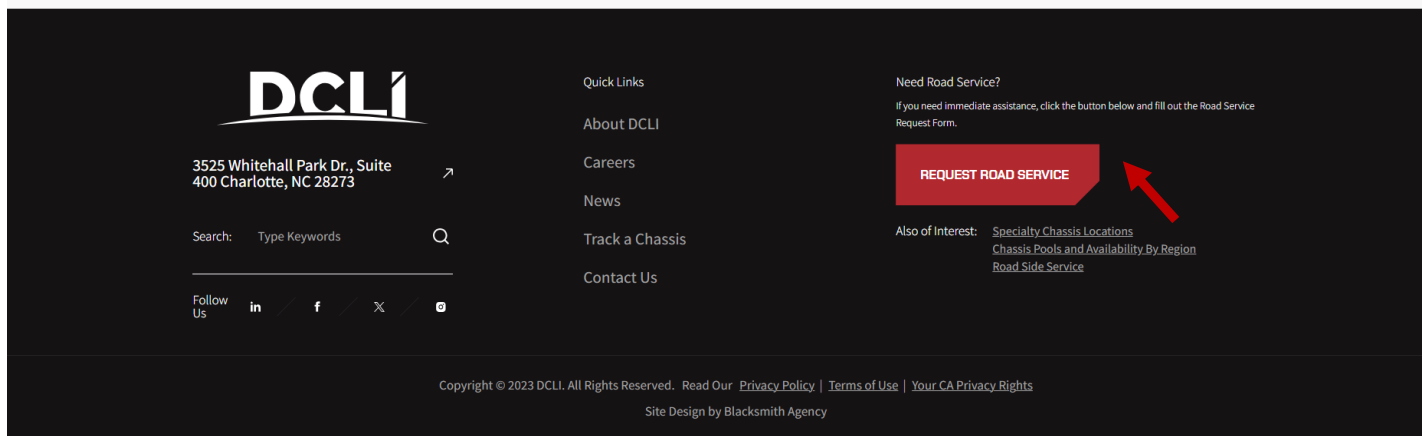 DCLI
3525 Whitehall Park Dr., Suite
400 Charlotte, NC 28273
Search: Type Keywords
Follow
Us
in
f
X
Quick Links
About DCLI
Careers
News
Track a Chassis
Contact Us
Need Road Service?
If you need immediate assistance, click the button below and fill out the Road Service
Request Form.
REQUEST ROAD SERVICE
Also of Interest: Specialty Chassis Locations
Chassis Pools and Availability By Region
Road Side Service
Copyright © 2023 DCLI. All Rights Reserved. Read Our Privacy Policy | Terms of Use | Your CA Privacy Rights
Site Design by Blacksmith Agency